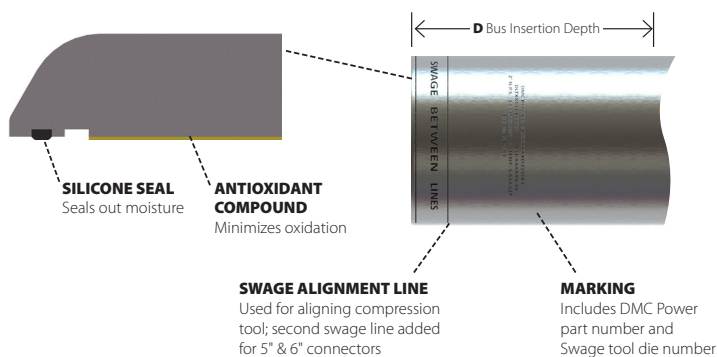 D Bus Insertion Depth
SWAGE BETWEEN LINES
SILICONE SEAL
Seals out moisture
ANTIOXIDANT
COMPOUND
Minimizes oxidation
SWAGE ALIGNMENT LINE
Used for aligning compression
tool; second swage line added
for 5" & 6" connectors
MARKING
Includes DMC Power
part number and
Swage tool die number